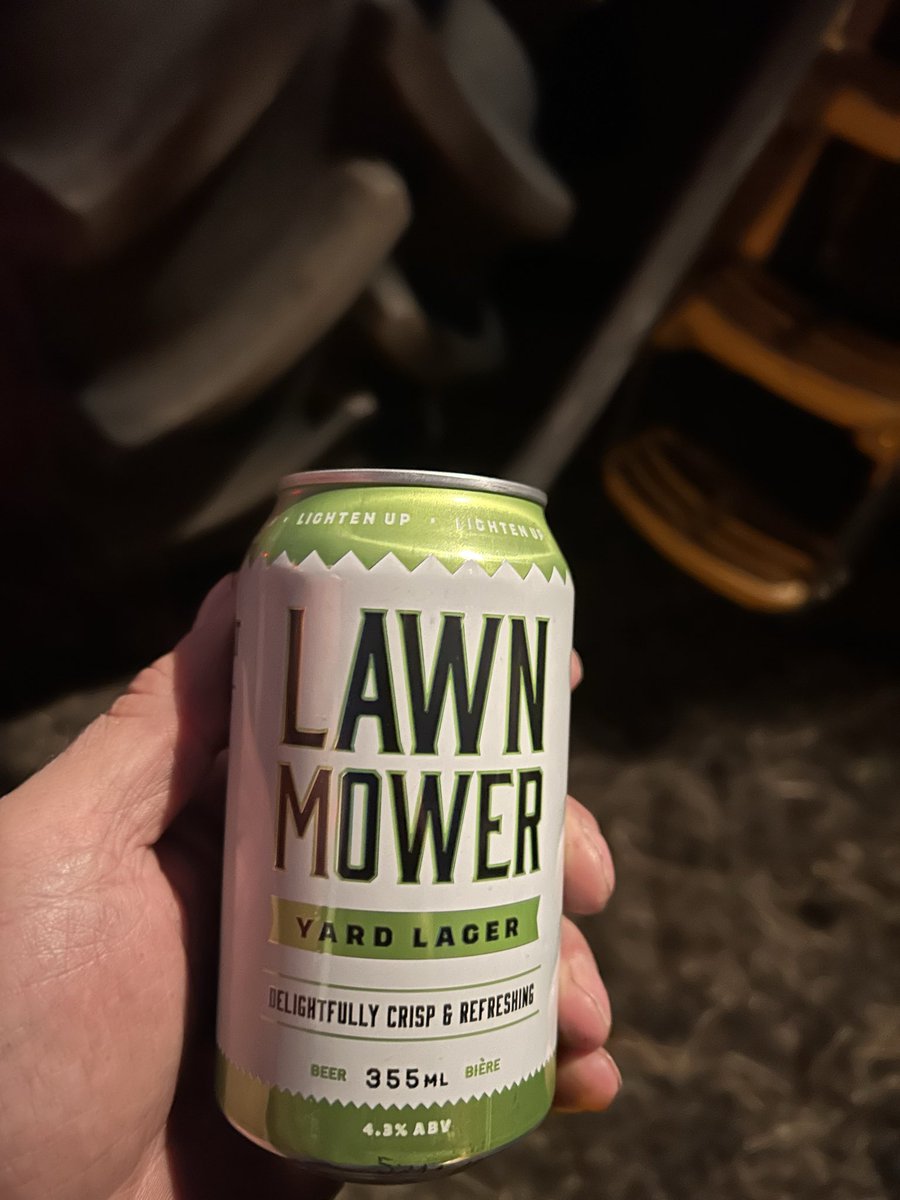 LIGHTEN UP · LIGHTEN UP
LAWN
MOWER
YARD LAGER
DELIGHTFULLY CRISP & REFRESHING
BEER 355ML BIÈRE
4.3% ABV